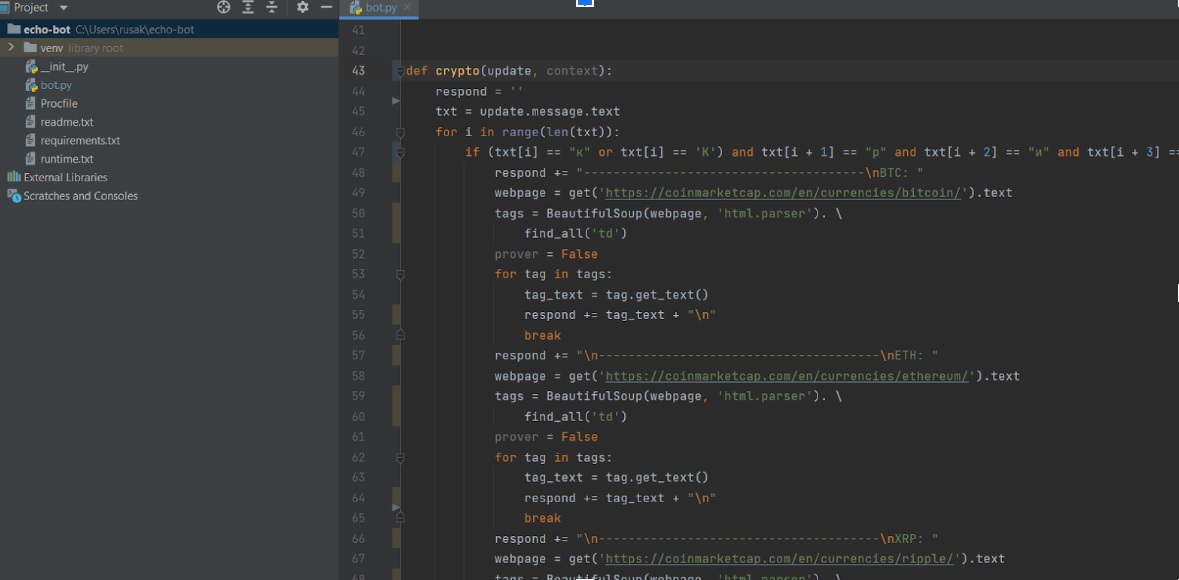 Project
bot.py
echo-bot C:\Users\rusak\echo-bot
venv library root
__init__.py
bot.py
Procfile
readme.txt
requirements.txt
runtime.txt
External Libraries
Scratches and Consoles
41
42
43 def crypto(update, context):
44 respond = ''
45 txt = update.message.text
46 for i in range(len(txt)):
47 if (txt[i] == "к" or txt[i] == 'К') and txt[i + 1] == "р" and txt[i + 2] == "и" and txt[i + 3] ==
48 respond += "--------------------------------------\nBTC: "
49 webpage = get('https://coinmarketcap.com/en/currencies/bitcoin/').text
50 tags = BeautifulSoup(webpage, 'html.parser'). \
51 find_all('td')
52 prover = False
53 for tag in tags:
54 tag_text = tag.get_text()
55 respond += tag_text + "\n"
56 break
57 respond += "\n--------------------------------------\nETH: "
58 webpage = get('https://coinmarketcap.com/en/currencies/ethereum/').text
59 tags = BeautifulSoup(webpage, 'html.parser'). \
60 find_all('td')
61 prover = False
62 for tag in tags:
63 tag_text = tag.get_text()
64 respond += tag_text + "\n"
65 break
66 respond += "\n--------------------------------------\nXRP: "
67 webpage = get('https://coinmarketcap.com/en/currencies/ripple/').text
68 tags = BeautifulSoup(webpage, 'html.parser'). \